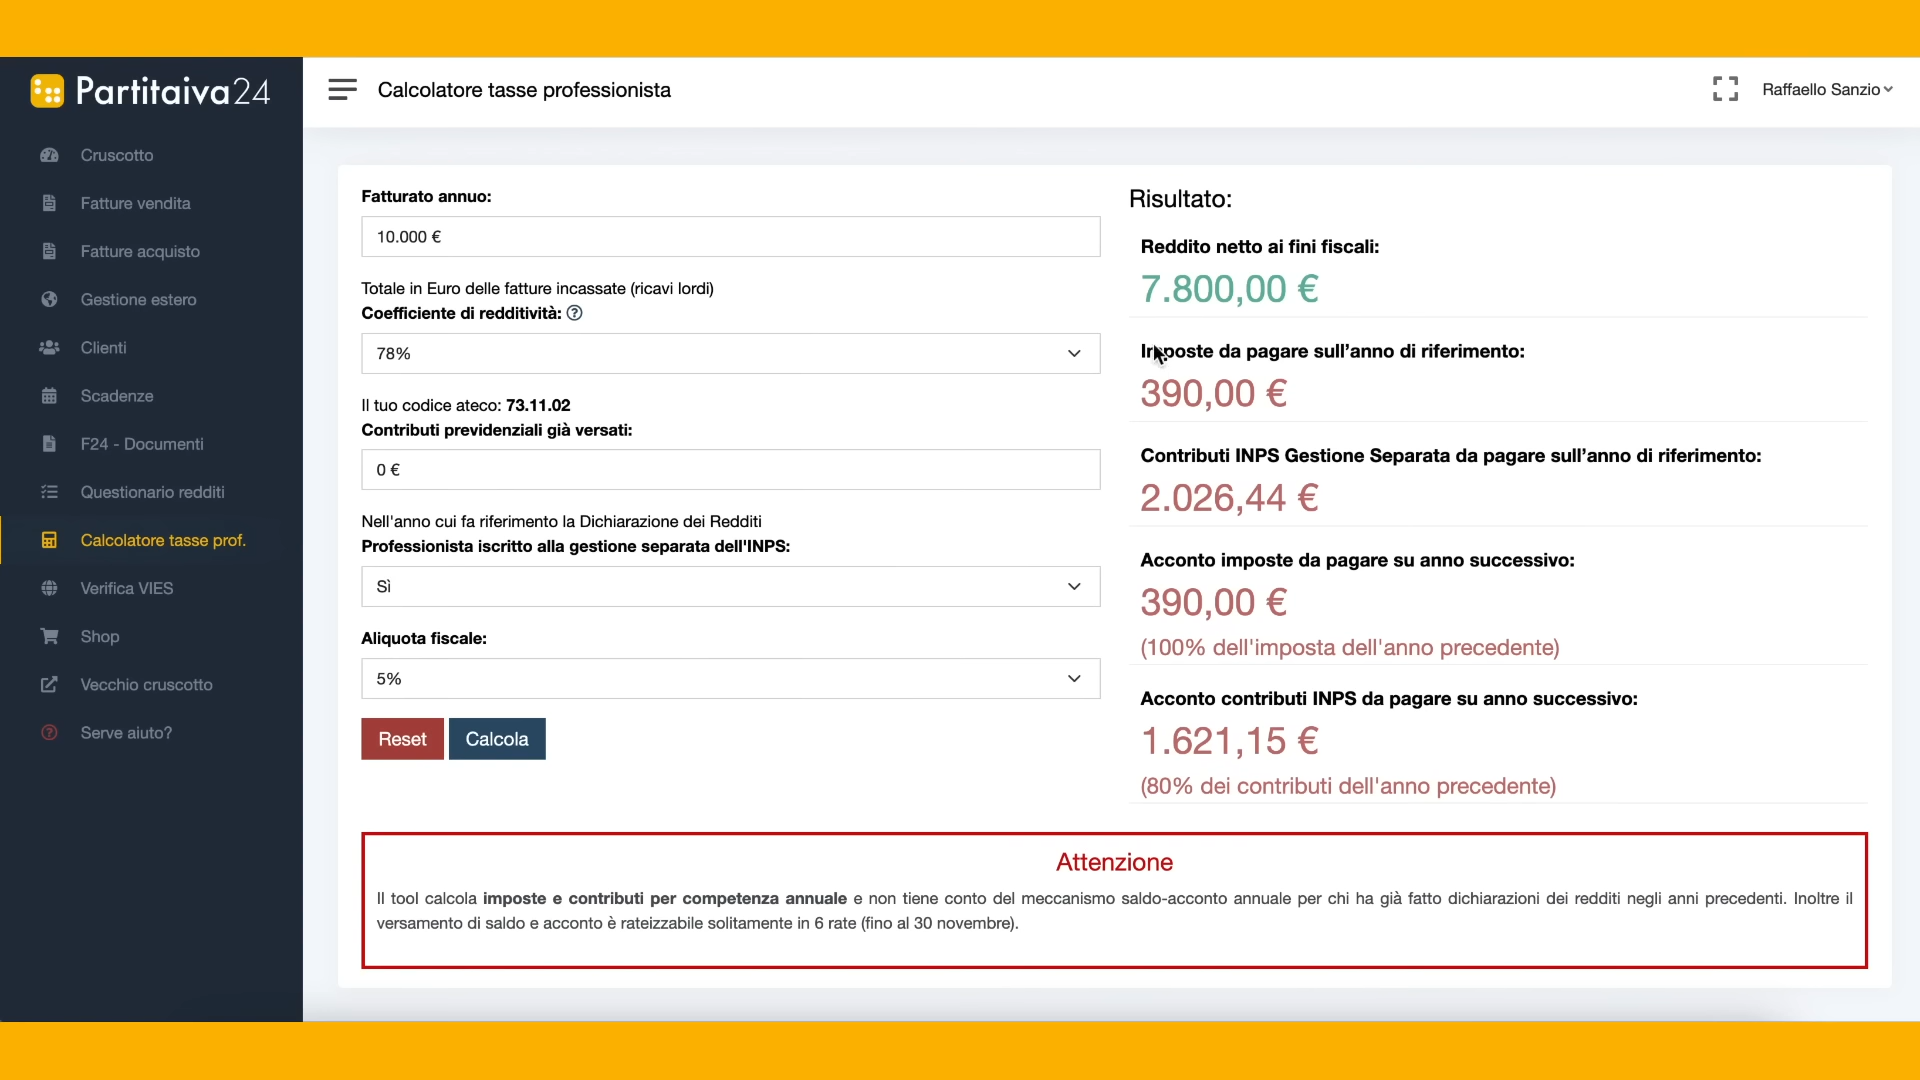 Partitaiva24
Calcolatore tasse professionista
Raffaello Sanzio
Cruscotto
Fatture vendita
Fatture acquisto
Gestione estero
Clienti
Scadenze
F24 - Documenti
Questionario redditi
Calcolatore tasse prof.
Verifica VIES
Shop
Vecchio cruscotto
Serve aiuto?
Fatturato annuo:
10.000 €
Totale in Euro delle fatture incassate (ricavi lordi)
Coefficiente di redditività:
78%
Il tuo codice ateco: 73.11.02
Contributi previdenziali già versati:
0 €
Nell'anno cui fa riferimento la Dichiarazione dei Redditi
Professionista iscritto alla gestione separata dell'INPS:
Sì
Aliquota fiscale:
5%
Reset
Calcola
Risultato:
Reddito netto ai fini fiscali:
7.800,00 €
Imposte da pagare sull’anno di riferimento:
390,00 €
Contributi INPS Gestione Separata da pagare sull’anno di riferimento:
2.026,44 €
Acconto imposte da pagare su anno successivo:
390,00 €
(100% dell'imposta dell'anno precedente)
Acconto contributi INPS da pagare su anno successivo:
1.621,15 €
(80% dei contributi dell'anno precedente)
Attenzione
Il tool calcola imposte e contributi per competenza annuale e non tiene conto del meccanismo saldo-acconto annuale per chi ha già fatto dichiarazioni dei redditi negli anni precedenti. Inoltre il
versamento di saldo e acconto è rateizzabile solitamente in 6 rate (fino al 30 novembre).